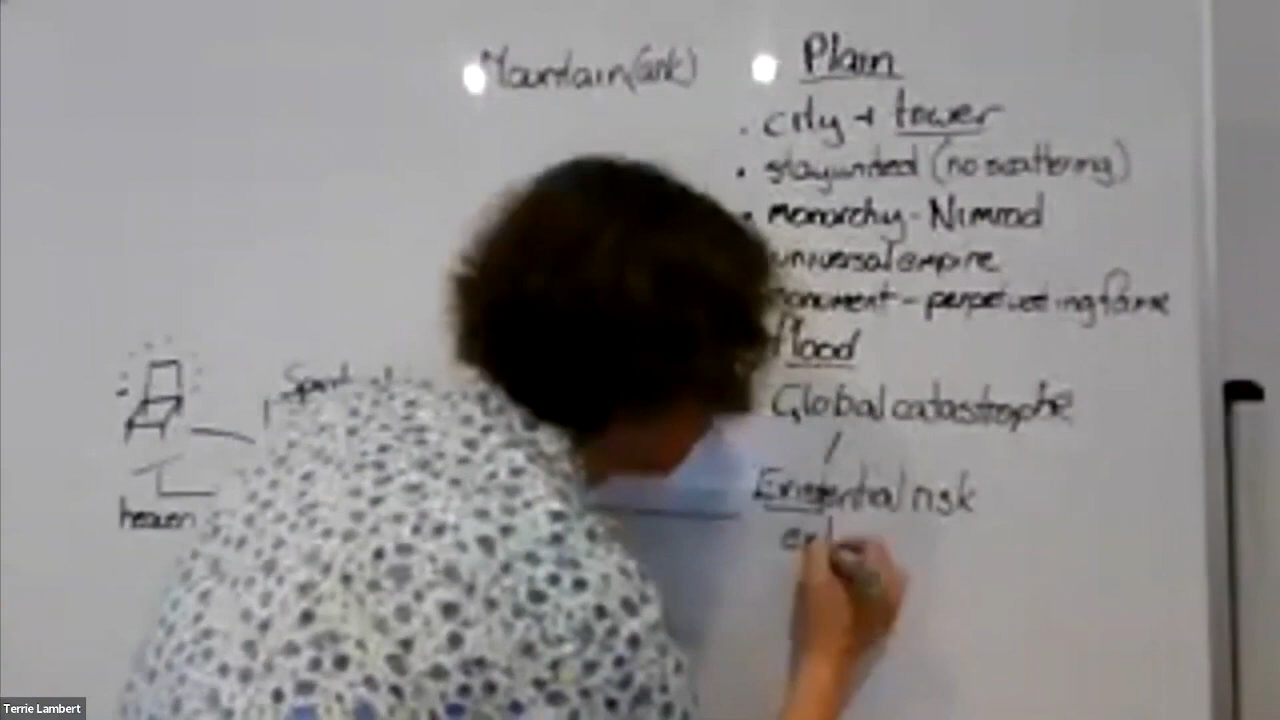 Mountain (ark)
Plain
city + tower
stay united (no scattering)
monarchy - Nimrod
universal empire
monument - perpetuating fame
Flood
Global catastrophe
Existential risk
heaven
Terrie Lambert